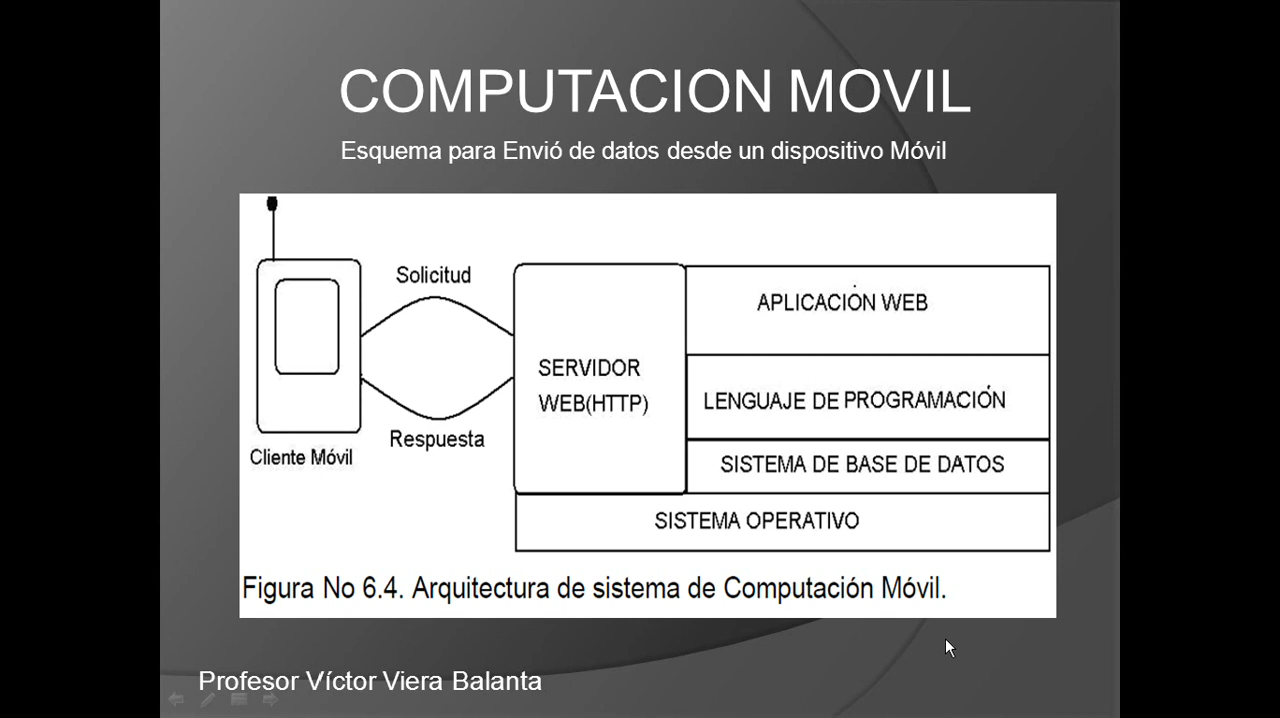 COMPUTACION MOVIL
Esquema para Envió de datos desde un dispositivo Móvil
Solicitud
APLICACIÓN WEB
SERVIDOR
WEB(HTTP)
LENGUAJE DE PROGRAMACIÓN
Respuesta
Cliente Móvil
SISTEMA DE BASE DE DATOS
SISTEMA OPERATIVO
Figura No 6.4. Arquitectura de sistema de Computación Móvil.
Profesor Víctor Viera Balanta